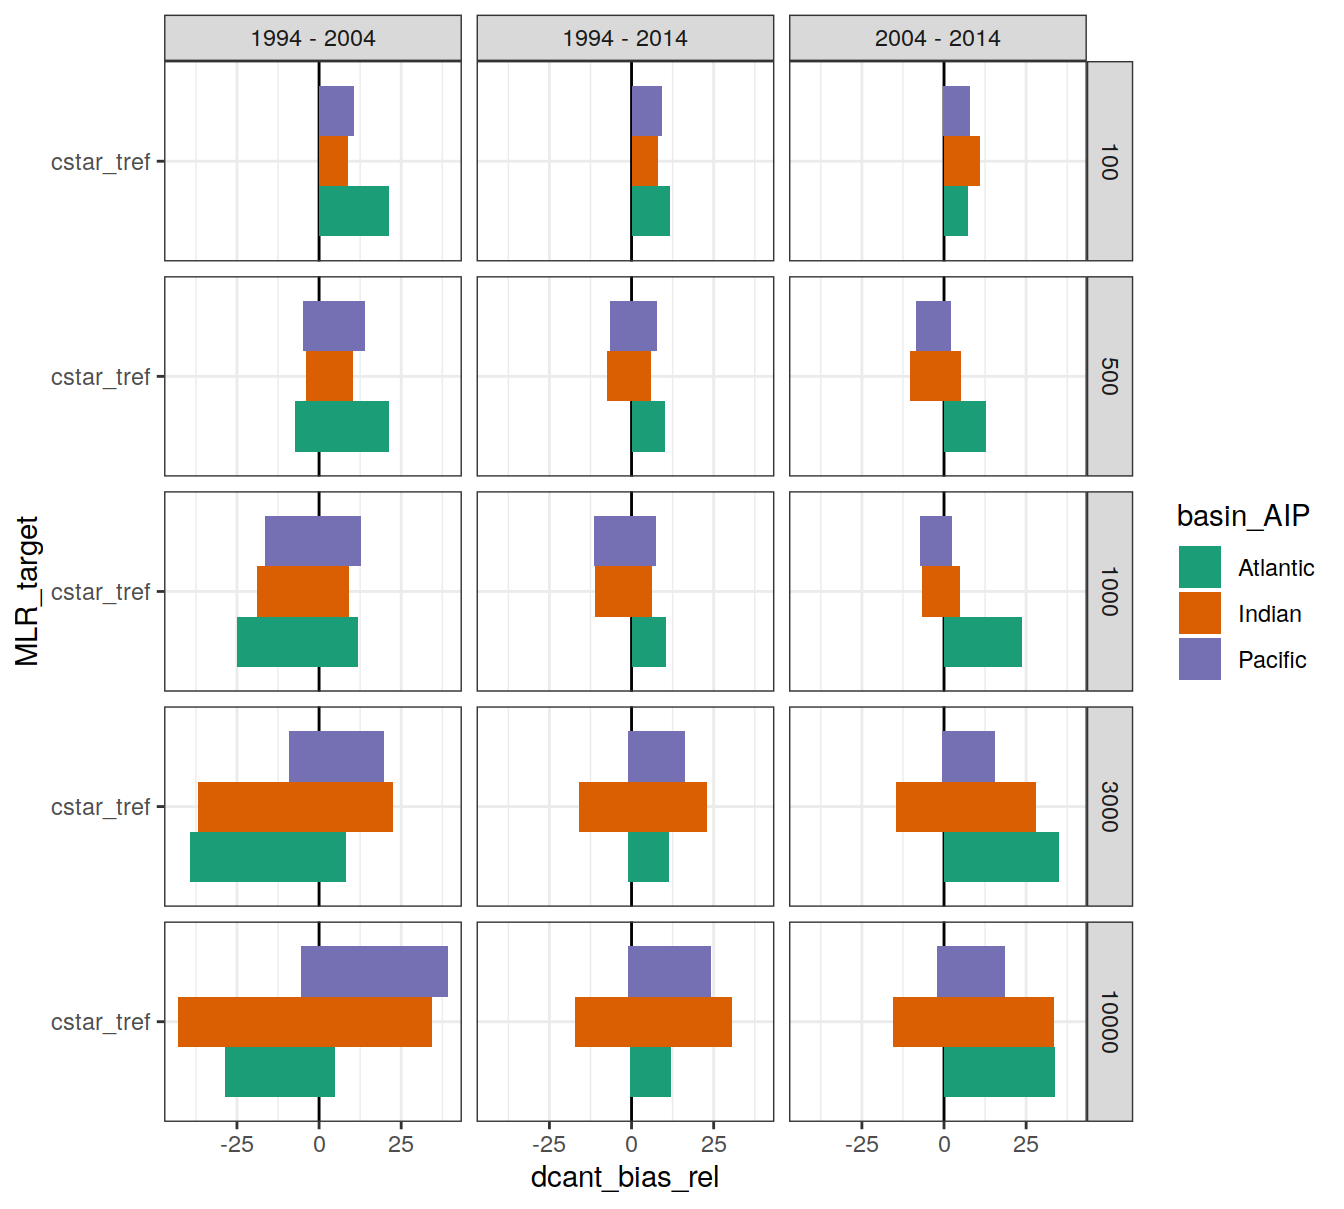 1994 - 2004
1994 - 2014
2004 - 2014
cstar_tref
100
cstar_tref
500
MLR_target
cstar_tref
1000
cstar_tref
3000
cstar_tref
10000
-25 0 25
-25 0 25
-25 0 25
dcant_bias_rel
basin_AIP
Atlantic
Indian
Pacific